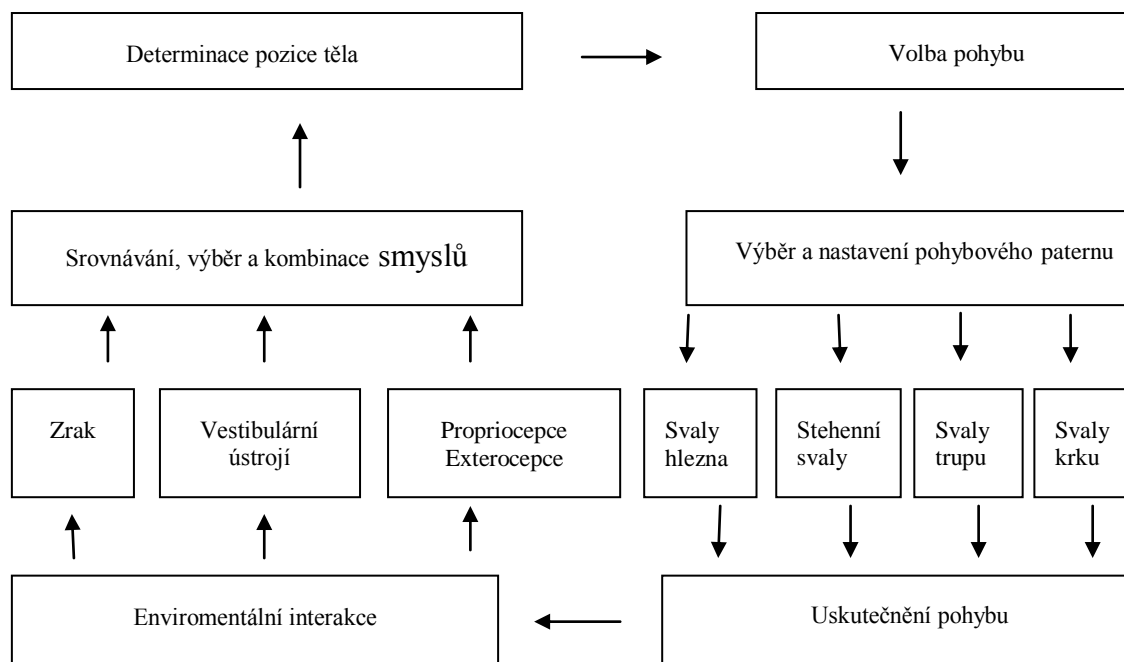 Determinace pozice těla
Volba pohybu
Srovnávání, výběr a kombinace smyslů
Výběr a nastavení pohybového paternu
Zrak
Vestibulární
ústrojí
Propriocepce
Exterocepce
Svaly
hlezna
Stehenní
svaly
Svaly
trupu
Svaly
krku
Enviromentální interakce
Uskutečnění pohybu